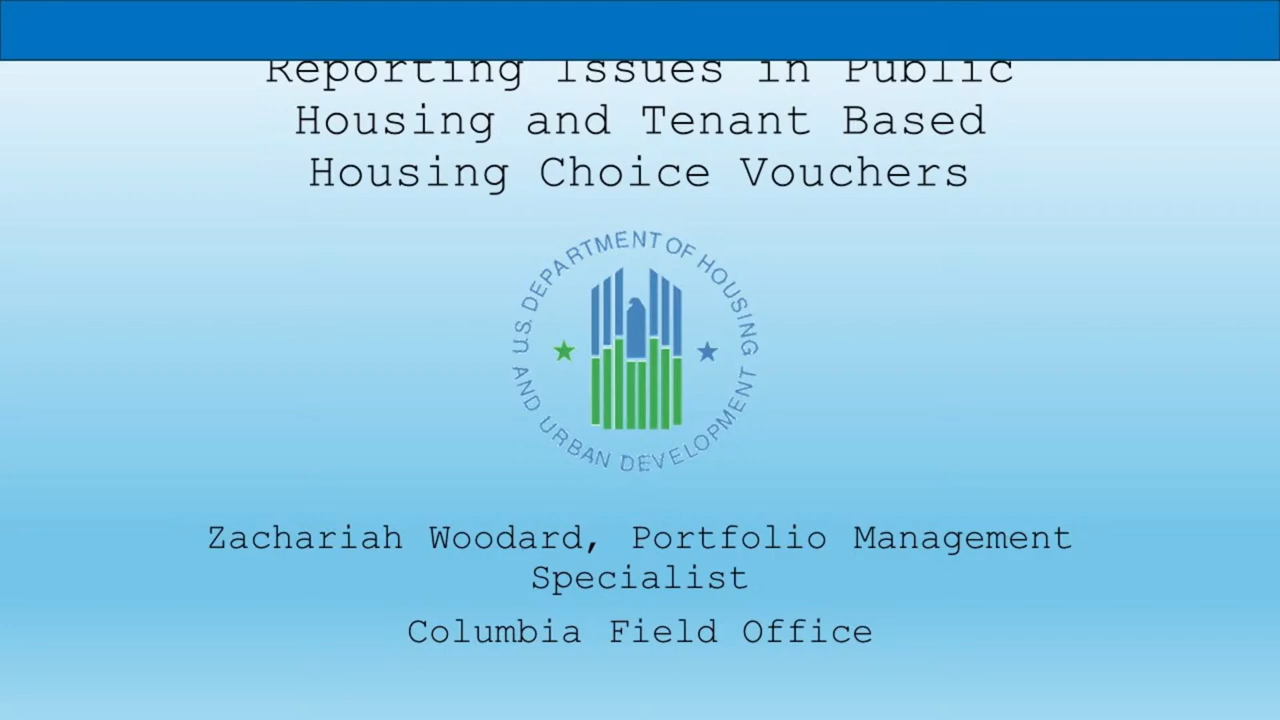 Reporting Issues in Public
Housing and Tenant Based
Housing Choice Vouchers
U.S. DEPARTMENT OF HOUSING
AND URBAN DEVELOPMENT
Zachariah Woodard, Portfolio Management
Specialist
Columbia Field Office